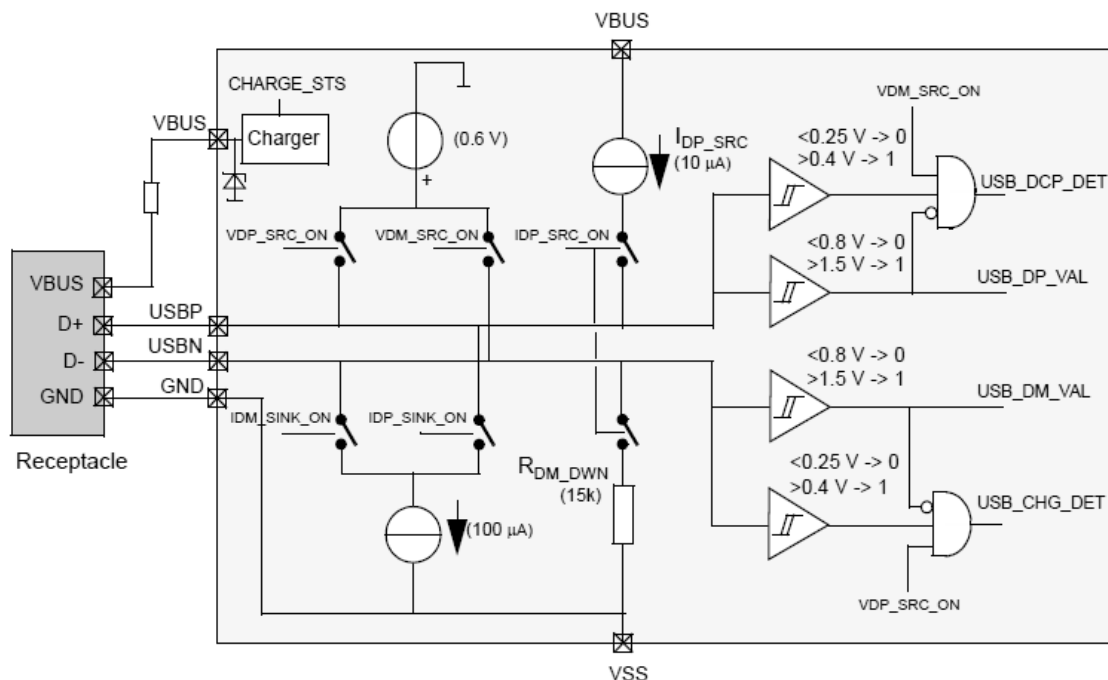 VBUS
CHARGE_STS
VBUS
Charger
(0.6 V)
+
I_DP_SRC
(10 µA)
VDM_SRC_ON
<0.25 V -> 0
>0.4 V -> 1
USB_DCP_DET
VDP_SRC_ON
VDM_SRC_ON
IDP_SRC_ON
<0.8 V -> 0
>1.5 V -> 1
USB_DP_VAL
VBUS
D+
D-
GND
Receptacle
USBP
USBN
GND
<0.8 V -> 0
>1.5 V -> 1
USB_DM_VAL
IDM_SINK_ON
IDP_SINK_ON
R_DM_DWN
(15k)
(100 µA)
<0.25 V -> 0
>0.4 V -> 1
USB_CHG_DET
VDP_SRC_ON
VSS